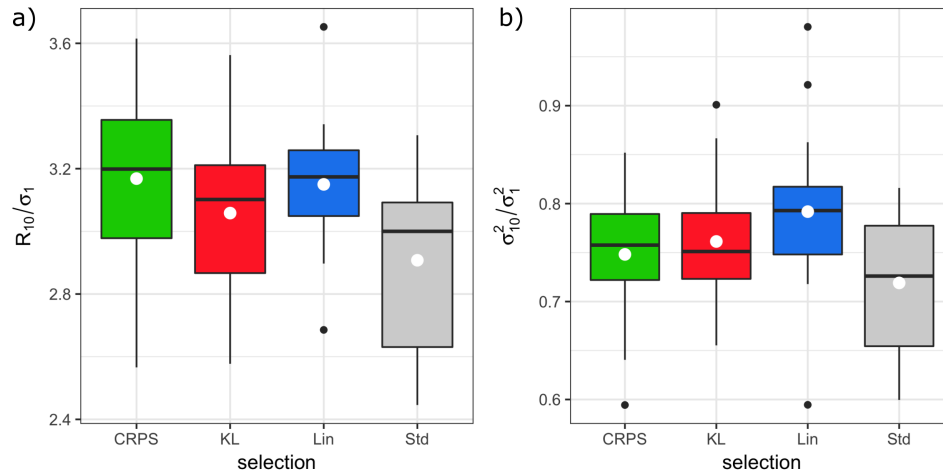 a)
R₁₀/σ₁
3.6
3.2
2.8
2.4
CRPS KL Lin Std
selection
b)
σ²₁₀/σ²₁
0.9
0.8
0.7
0.6
CRPS KL Lin Std
selection